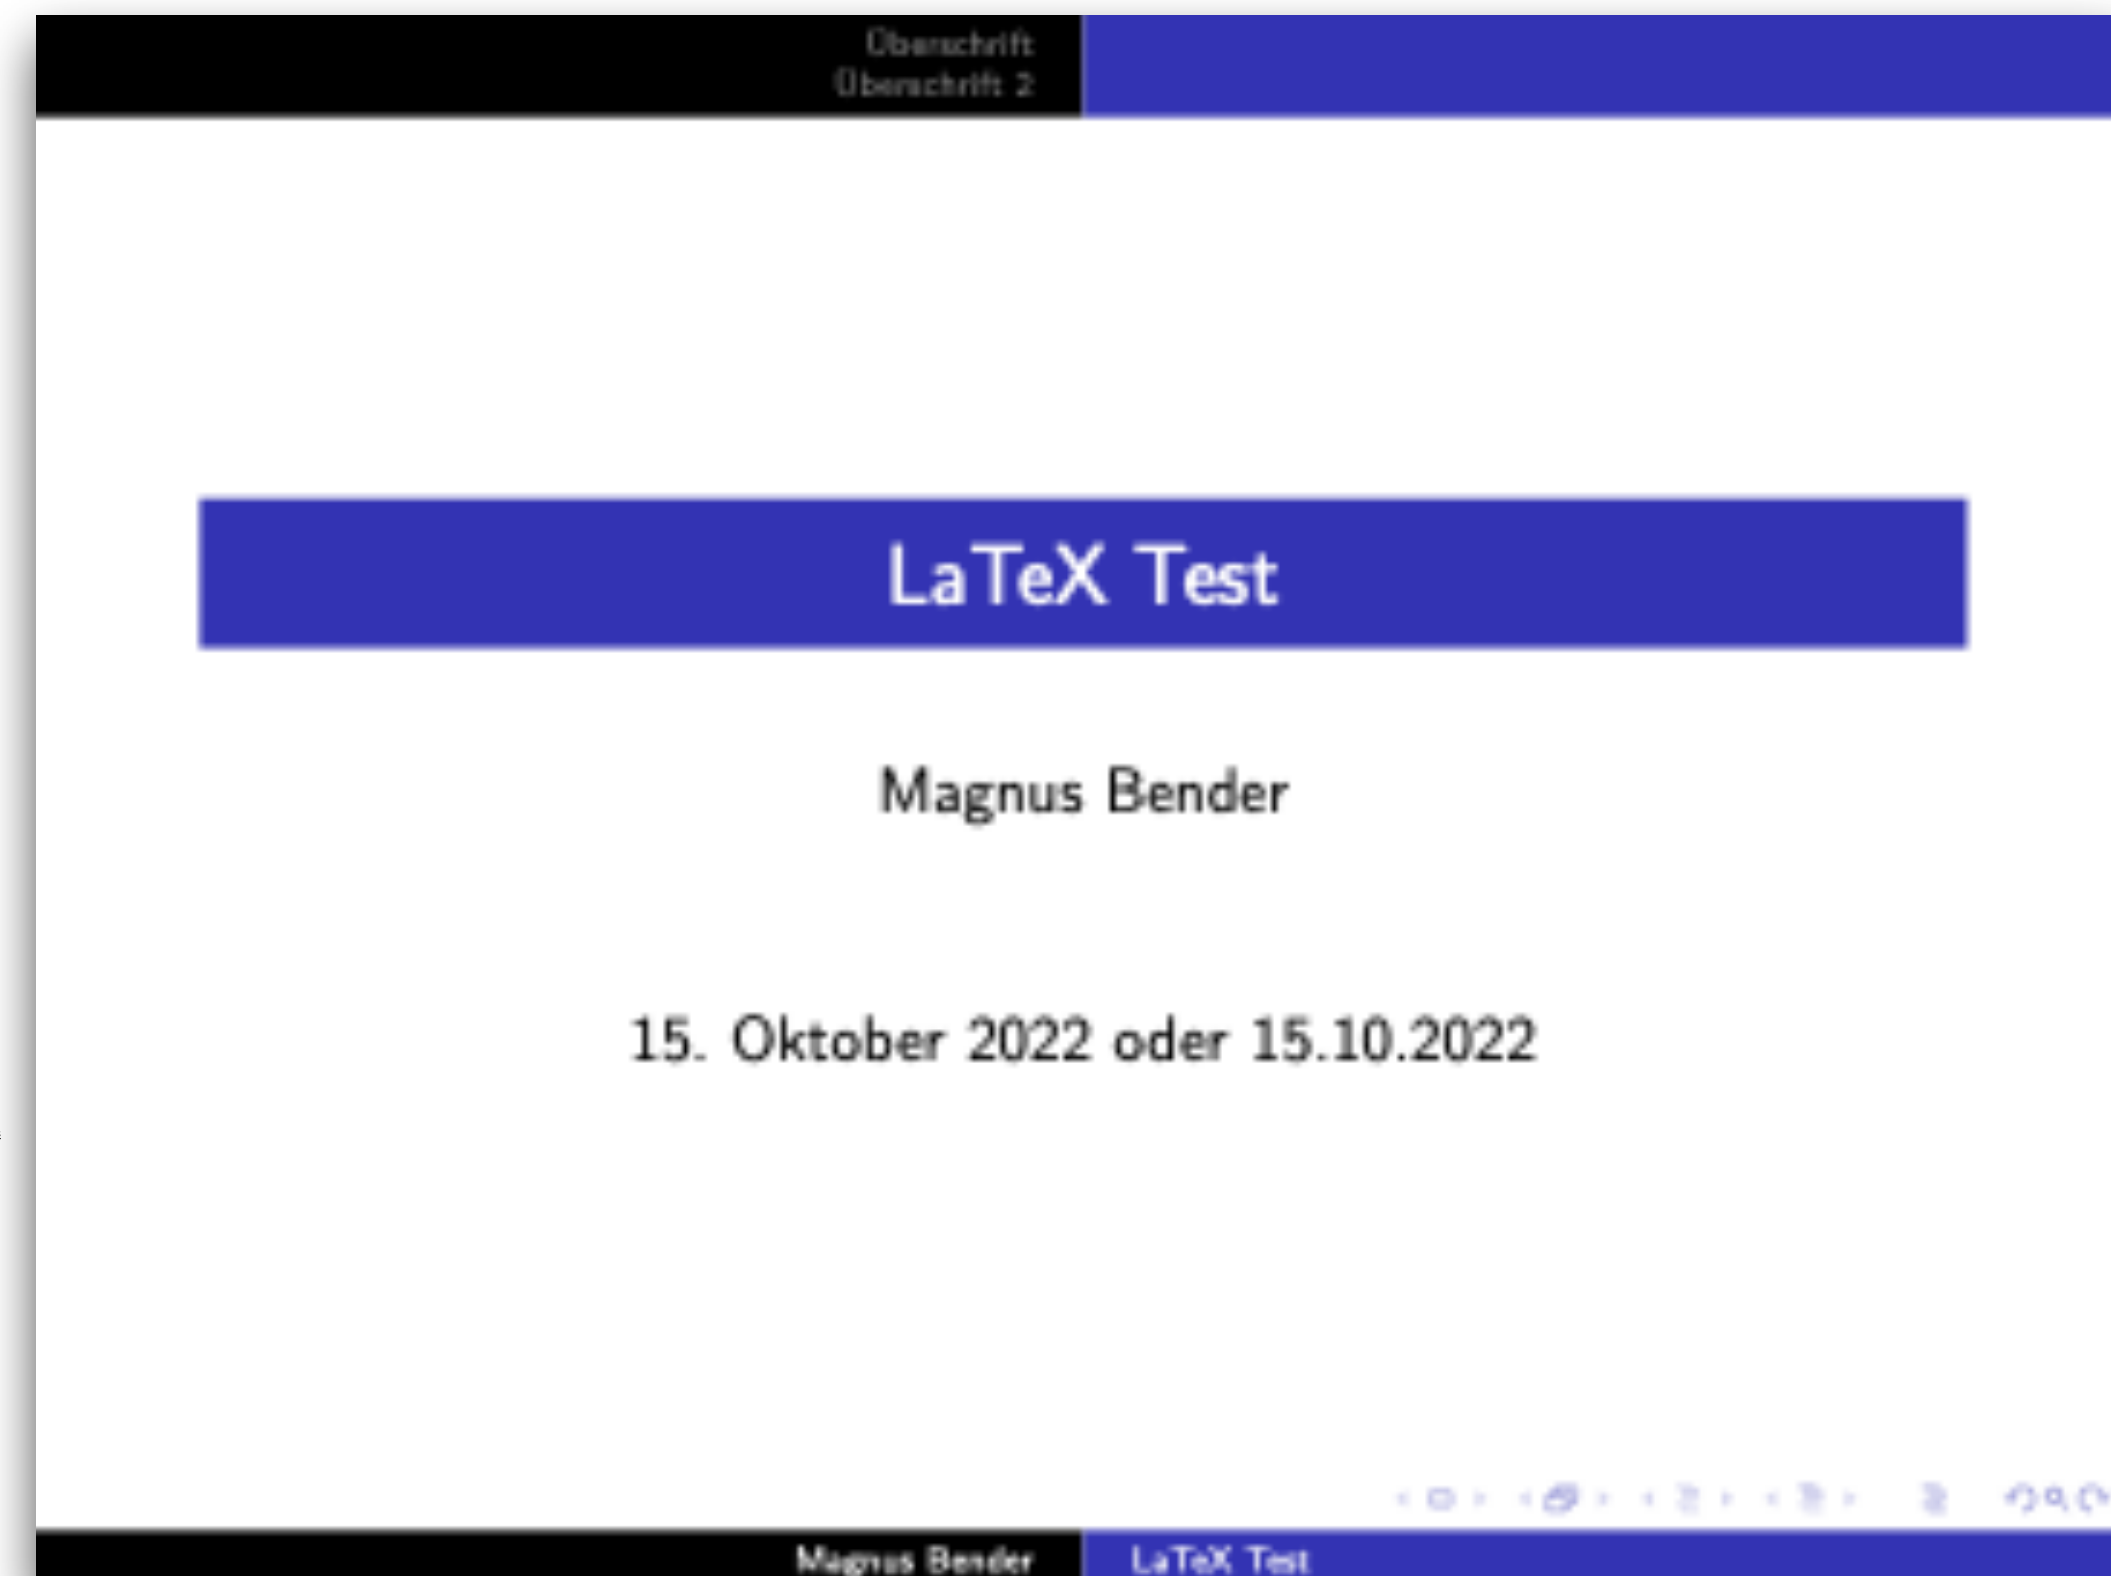 Überschrift
Überschrift 2
LaTeX Test
Magnus Bender
15. Oktober 2022 oder 15.10.2022
Magnus Bender
LaTeX Test